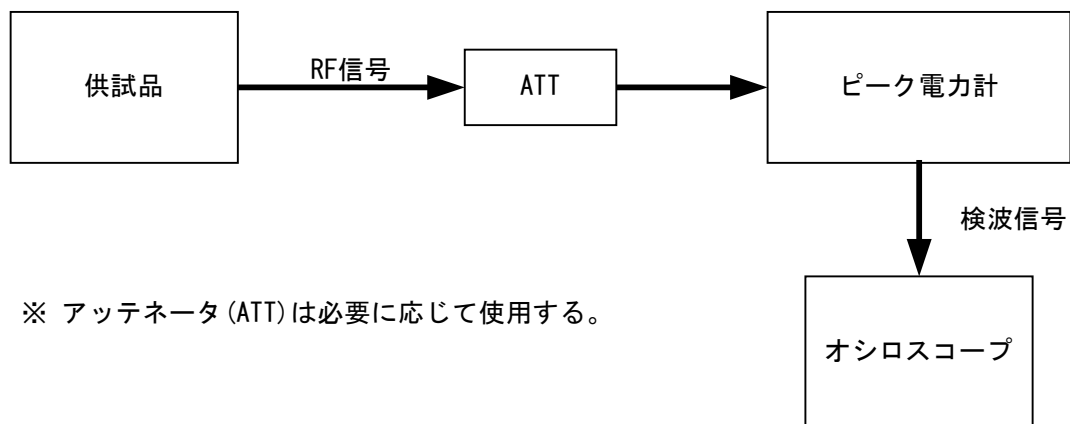 供試品
RF信号
ATT
ピーク電力計
検波信号
※ アッテネータ(ATT)は必要に応じて使用する。
オシロスコープ